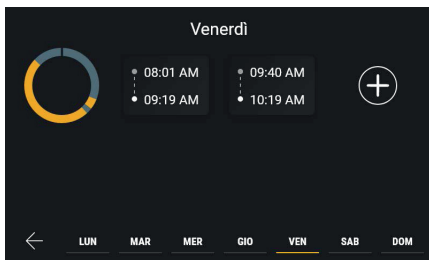 Venerdì
08:01 AM
09:19 AM
09:40 AM
10:19 AM
LUN MAR MER GIO VEN SAB DOM